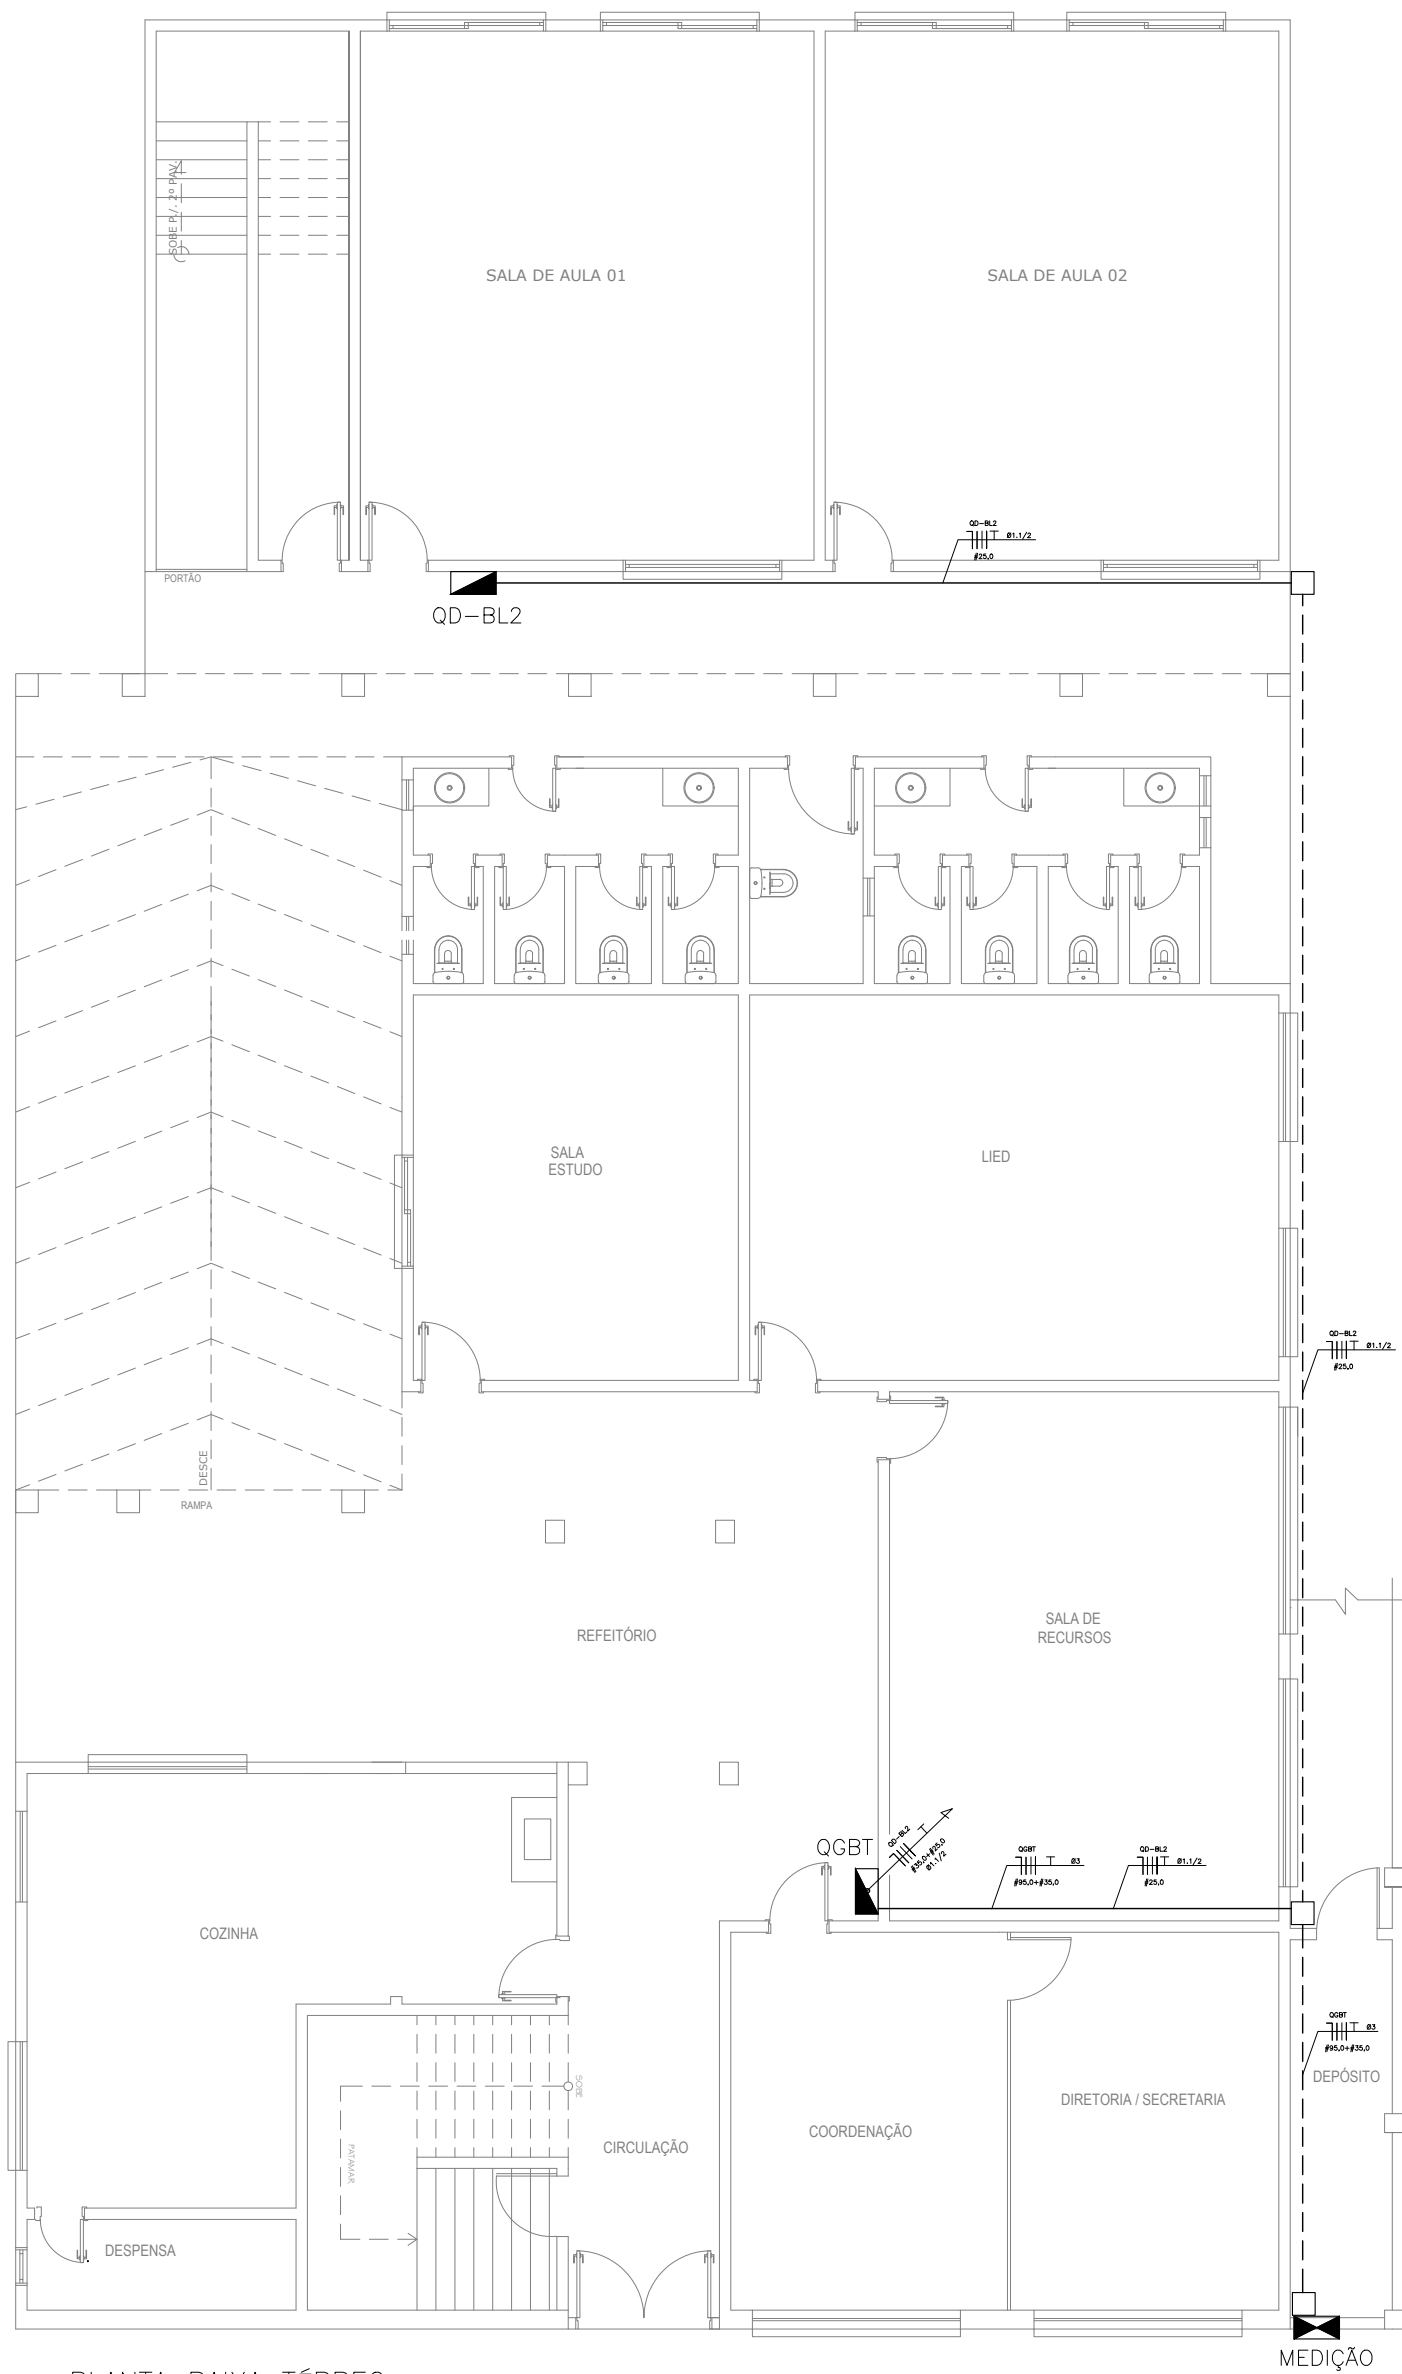 SOBE P/. 2º PAV.
SALA DE AULA 01
SALA DE AULA 02
QD-BL2
Ø1.1/2
#25,0
PORTÃO
QD-BL2
SALA
ESTUDO
LIED
QD-BL2
Ø1.1/2
#25,0
DESCE
RAMPA
REFEITÓRIO
SALA DE
RECURSOS
QGBT
QD-BL2
#35,0+#25,0
Ø1.1/2
QGBT
Ø3
#95,0+#35,0
QD-BL2
Ø1.1/2
#25,0
COZINHA
QGBT
Ø3
#95,0+#35,0
DEPÓSITO
SOBE
DIRETORIA / SECRETARIA
COORDENAÇÃO
CIRCULAÇÃO
PATAMAR
DESPENSA
MEDIÇÃO
PLANTA BAIXA TÉRREO